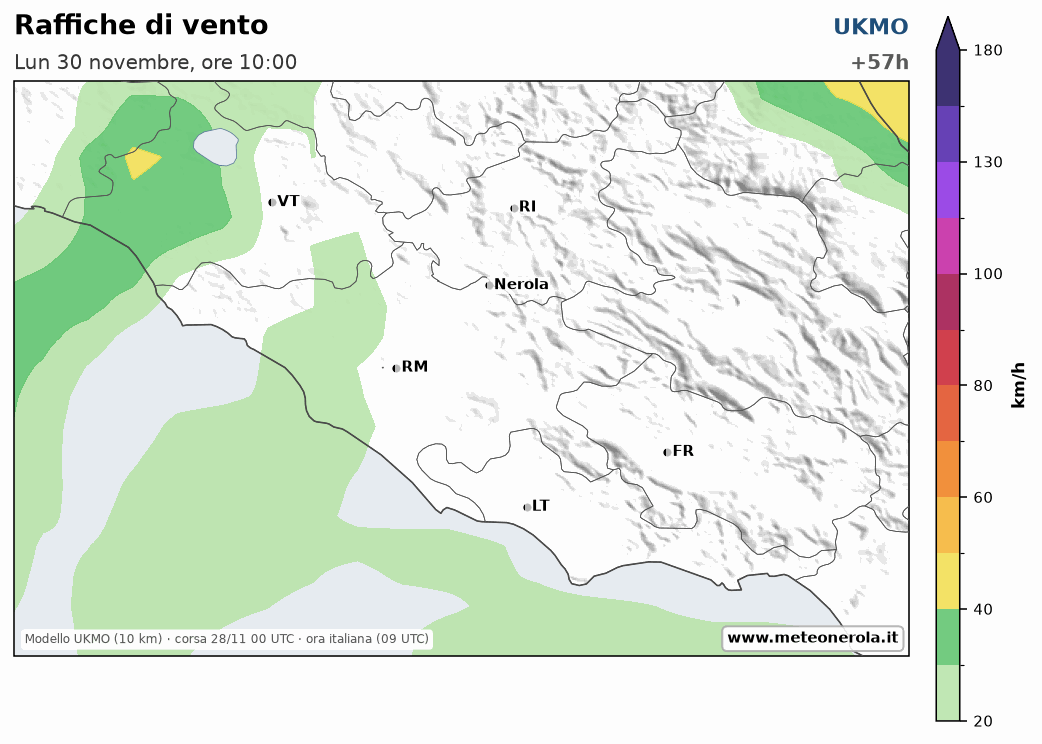 Raffiche di vento
UKMO
Lun 30 novembre, ore 10:00
+57h
VT
RI
Nerola
RM
FR
LT
Modello UKMO (10 km) · corsa 28/11 00 UTC · ora italiana (09 UTC)
www.meteonerola.it
180
130
100
80
60
40
20
km/h